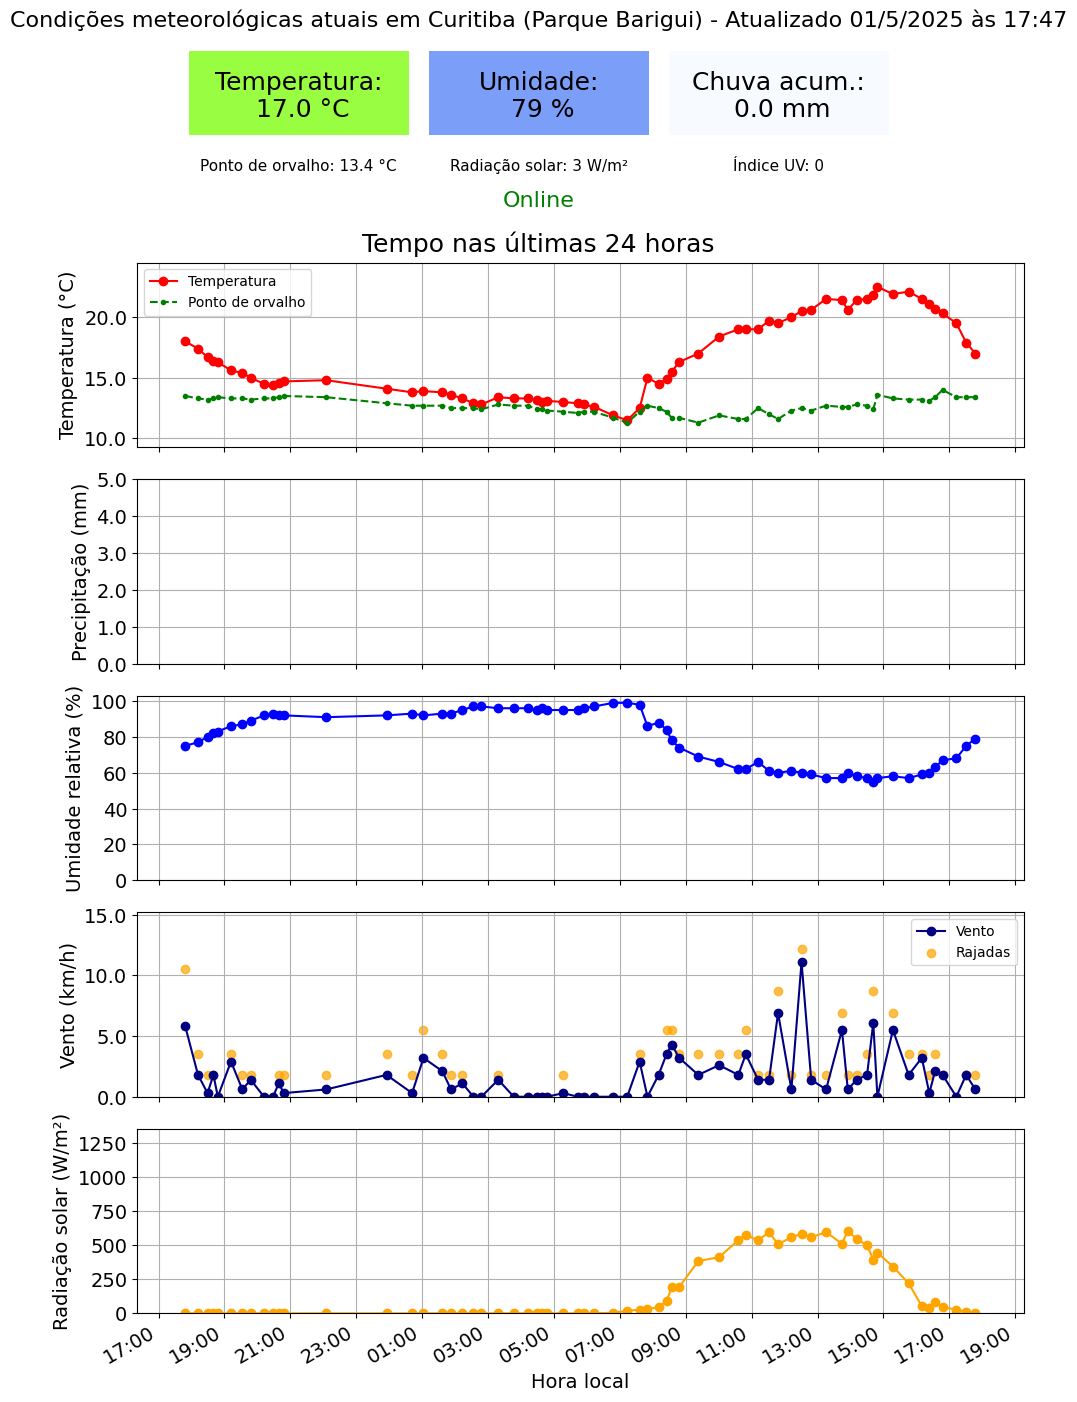 Condições meteorológicas atuais em Curitiba (Parque Barigui) - Atualizado 01/5/2025 às 17:47
Temperatura:
17.0 °C
Umidade:
79 %
Chuva acum.:
0.0 mm
Ponto de orvalho: 13.4 °C
Radiação solar: 3 W/m²
Índice UV: 0
Online
Tempo nas últimas 24 horas
Temperatura (°C)
20.0
15.0
10.0
Temperatura
Ponto de orvalho
Precipitação (mm)
5.0
4.0
3.0
2.0
1.0
0.0
Umidade relativa (%)
100
80
60
40
20
0
Vento (km/h)
15.0
10.0
5.0
0.0
Vento
Rajadas
Radiação solar (W/m²)
1250
1000
750
500
250
0
17:00
19:00
21:00
23:00
01:00
03:00
05:00
07:00
09:00
11:00
13:00
15:00
17:00
19:00
Hora local